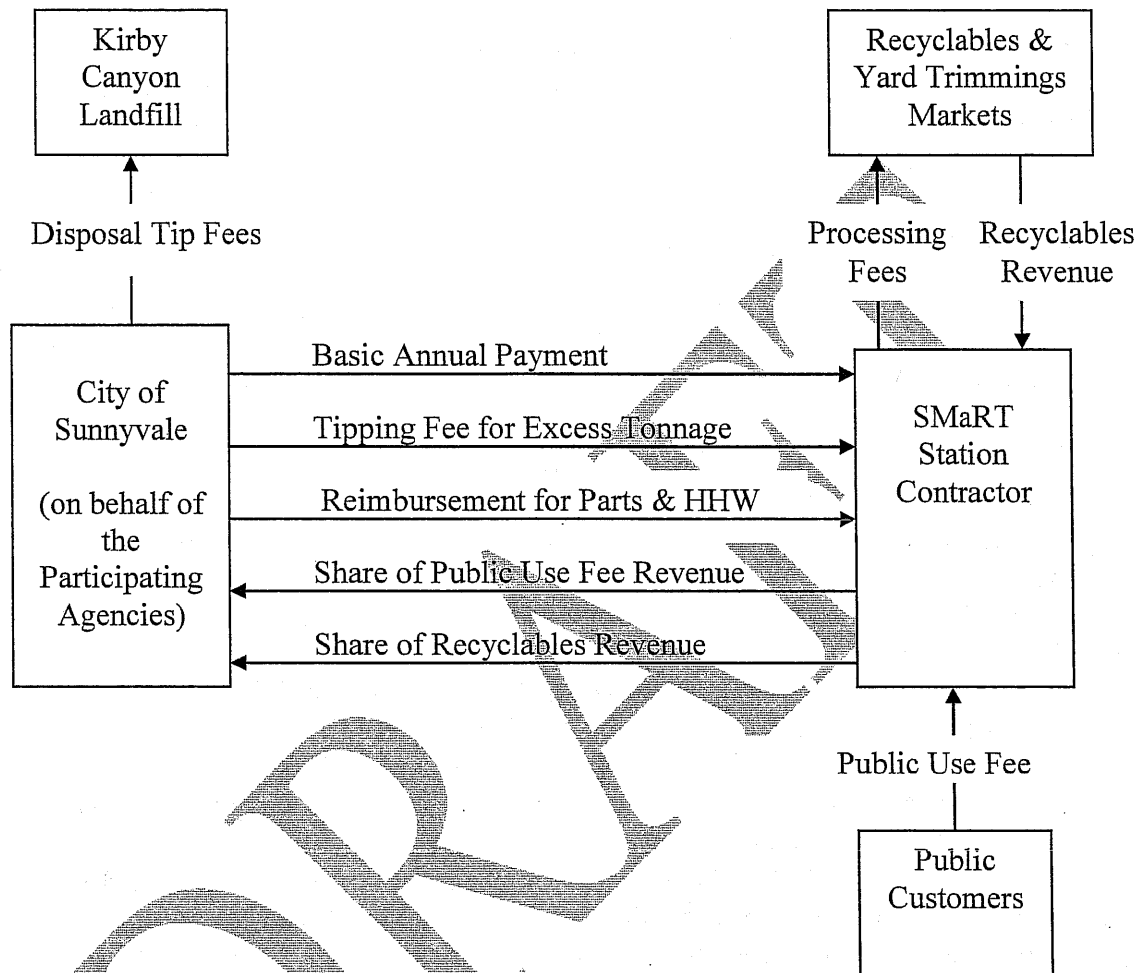 Kirby
Canyon
Landfill
Recyclables &
Yard Trimmings
Markets
Disposal Tip Fees
Processing
Fees
Recyclables
Revenue
City of
Sunnyvale
(on behalf of
the
Participating
Agencies)
Basic Annual Payment
Tipping Fee for Excess Tonnage
Reimbursement for Parts & HHW
Share of Public Use Fee Revenue
Share of Recyclables Revenue
SMaRT
Station
Contractor
Public Use Fee
Public
Customers